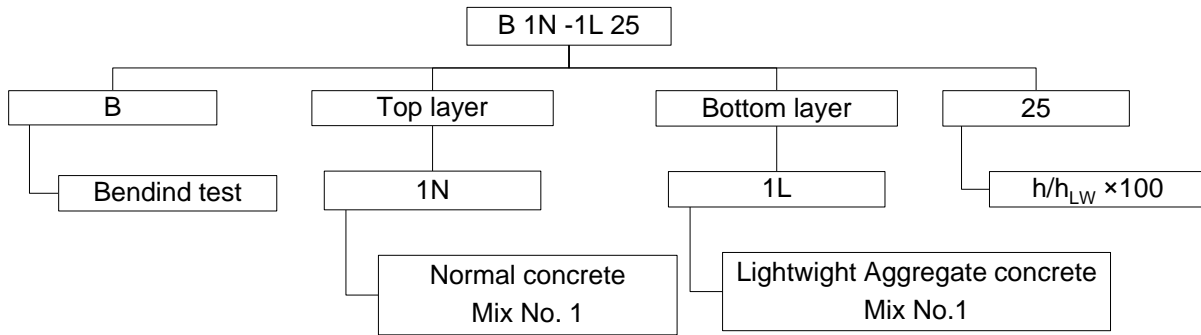 B 1N -1L 25
B
Top layer
Bottom layer
25
Bendind test
1N
1L
h/hLW ×100
Normal concrete
Mix No. 1
Lightwight Aggregate concrete
Mix No.1